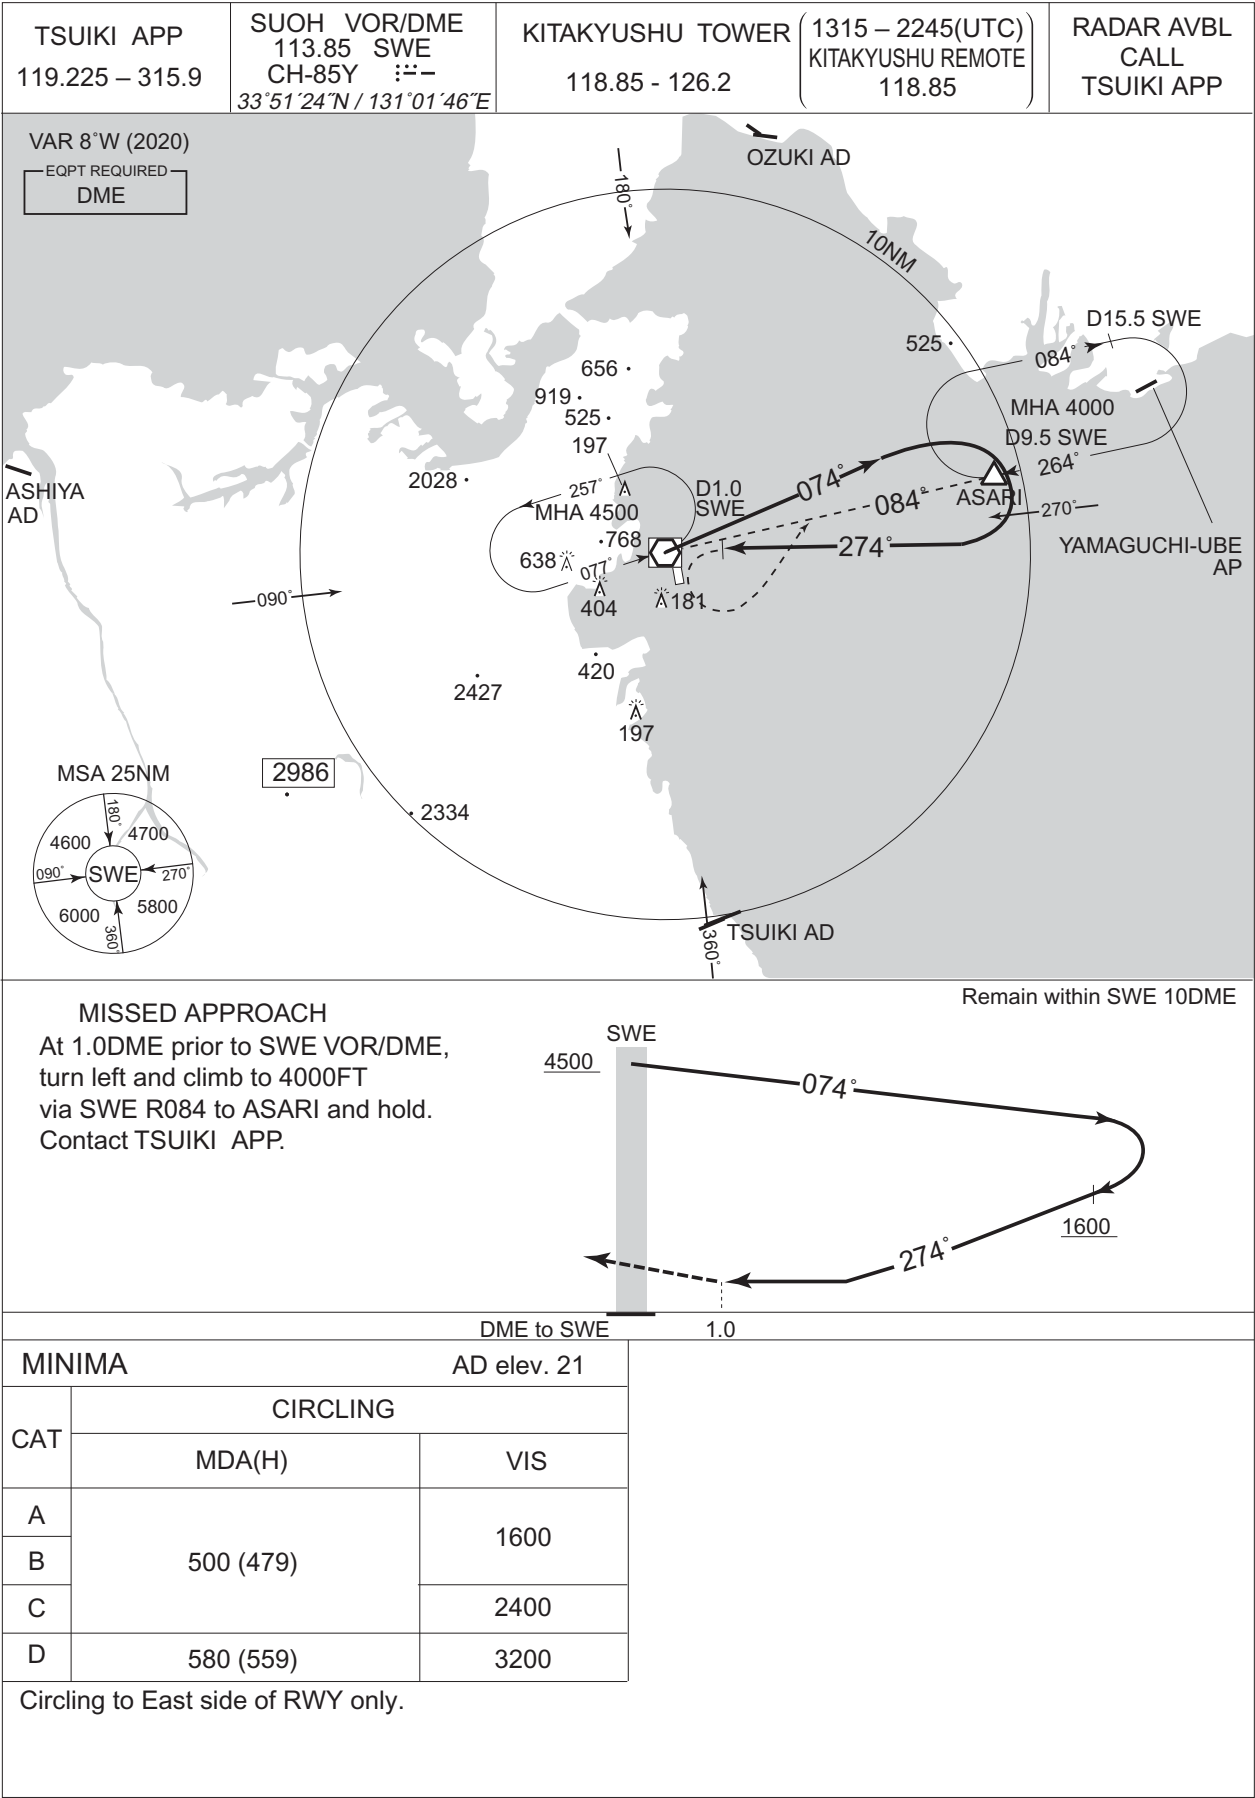 TSUIKI APP
119.225 – 315.9
SUOH VOR/DME
113.85 SWE
CH-85Y
33˚51´24˝N / 131˚01´46˝E
KITAKYUSHU TOWER
118.85 - 126.2
1315 – 2245(UTC)
KITAKYUSHU REMOTE
118.85
RADAR AVBL
CALL
TSUIKI APP
VAR 8˚W (2020)
EQPT REQUIRED
DME
OZUKI AD
180˚
10NM
D15.5 SWE
525
084˚
656
919
525
197
MHA 4000
D9.5 SWE
264˚
2028
257˚
D1.0
SWE
074˚
084˚
ASARI
270˚
ASHIYA
AD
MHA 4500
768
638
077˚
274˚
YAMAGUCHI-UBE
AP
090˚
404
181
420
2427
197
2986
2334
MSA 25NM
180˚
4600
4700
090˚
SWE
270˚
6000
5800
360˚
TSUIKI AD
360˚
Remain within SWE 10DME
MISSED APPROACH
At 1.0DME prior to SWE VOR/DME,
turn left and climb to 4000FT
via SWE R084 to ASARI and hold.
Contact TSUIKI APP.
SWE
4500
074˚
1600
274˚
DME to SWE
1.0
MINIMA
AD elev. 21
CAT
CIRCLING
MDA(H)
VIS
A
1600
B
500 (479)
C
2400
D
580 (559)
3200
Circling to East side of RWY only.